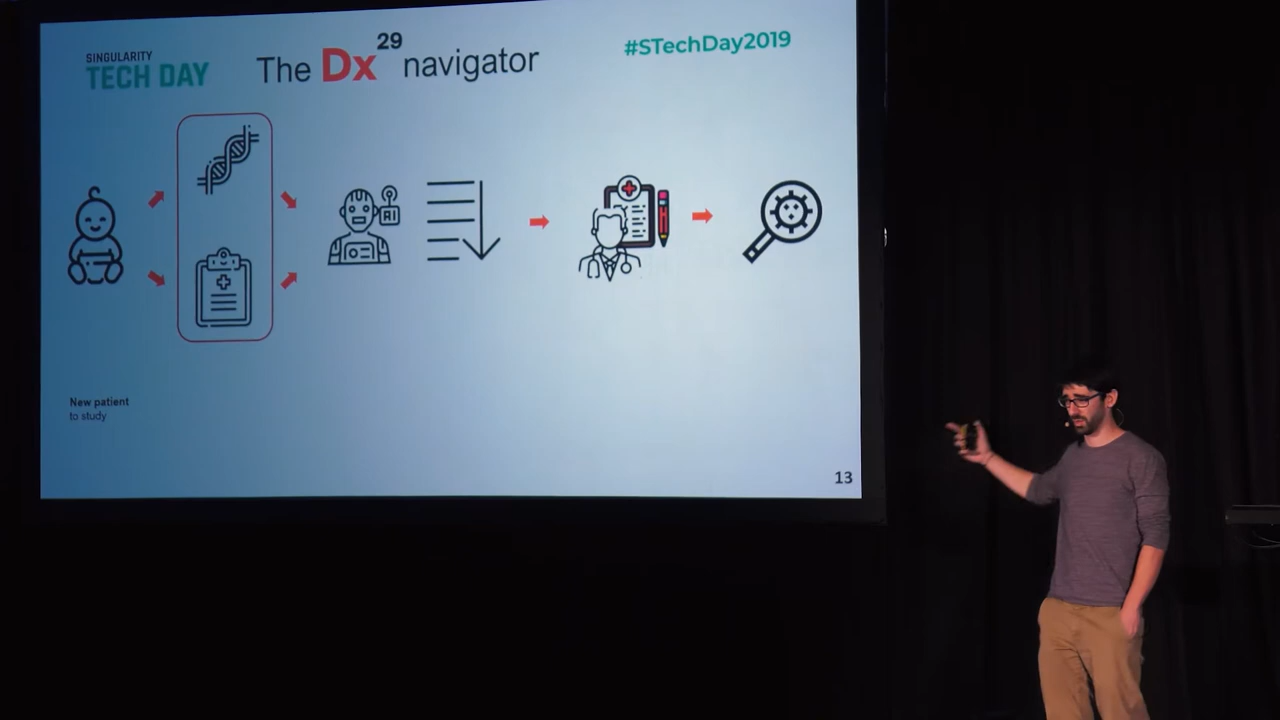 SINGULARITY
TECH DAY
The Dx29 navigator
#STechDay2019
AI
New patient
to study
13